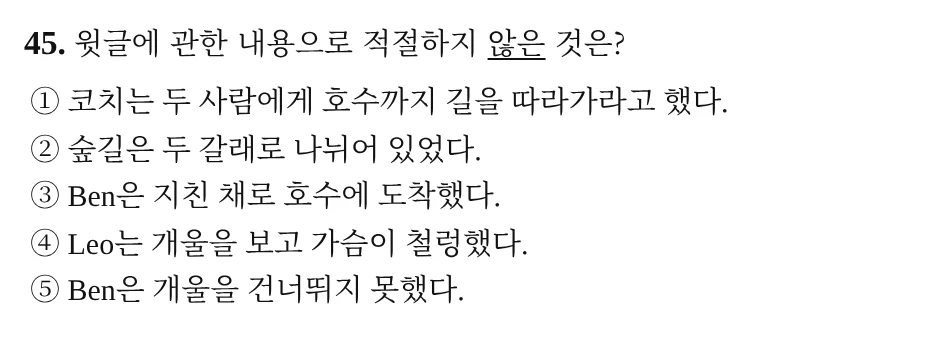 45. 윗글에 관한 내용으로 적절하지 않은 것은?
① 코치는 두 사람에게 호수까지 길을 따라가라고 했다.
② 숲길은 두 갈래로 나뉘어 있었다.
③ Ben은 지친 채로 호수에 도착했다.
④ Leo는 개울을 보고 가슴이 철렁했다.
⑤ Ben은 개울을 건너뛰지 못했다.